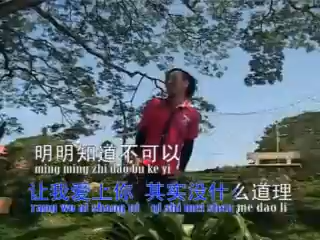 明明知道不可以
ming ming zhi dao bu ke yi
让我爱上你 其实没什么道理
rang wo ai shang ni qi shi mei shen me dao li